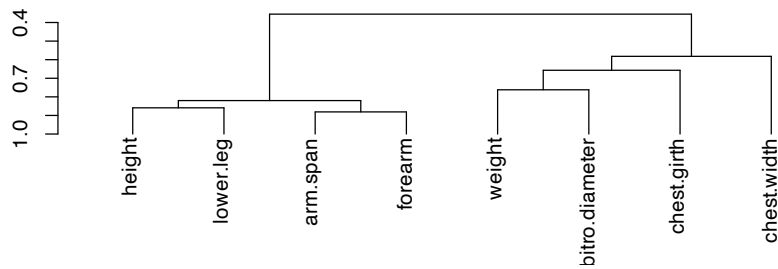 0.4
0.7
1.0
height
lower.leg
arm.span
forearm
weight
bitro.diameter
chest.girth
chest.width